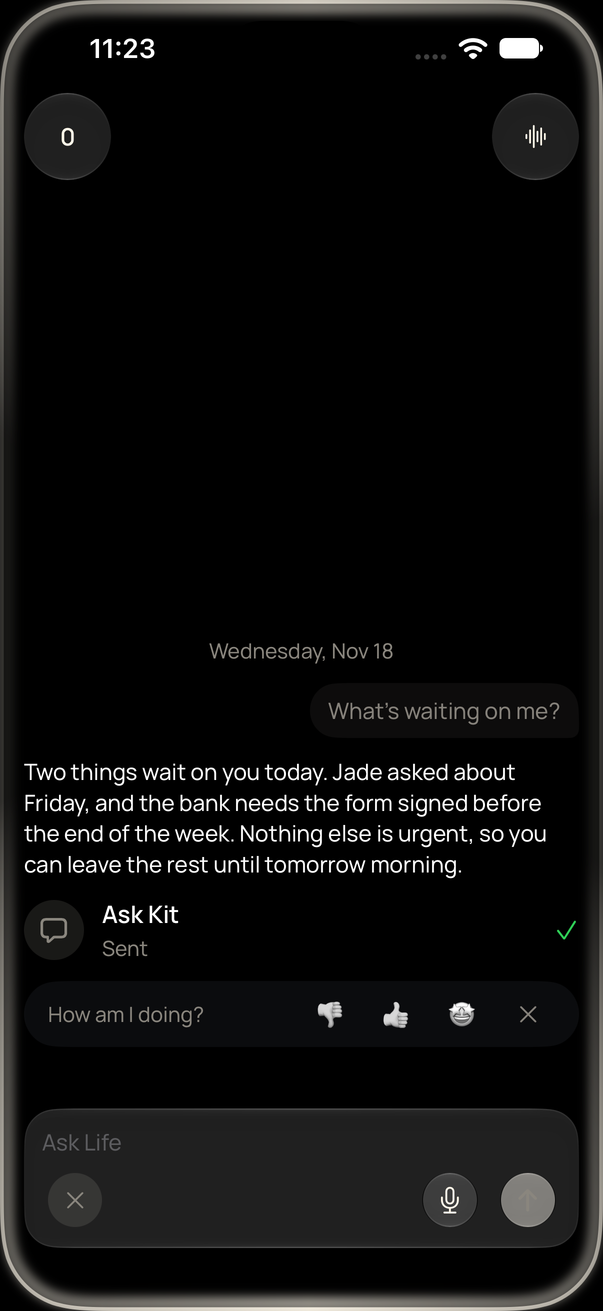 11:23
0
Wednesday, Nov 18
What's waiting on me?
Two things wait on you today. Jade asked about
Friday, and the bank needs the form signed before
the end of the week. Nothing else is urgent, so you
can leave the rest until tomorrow morning.
Ask Kit
Sent
How am I doing?
Ask Life